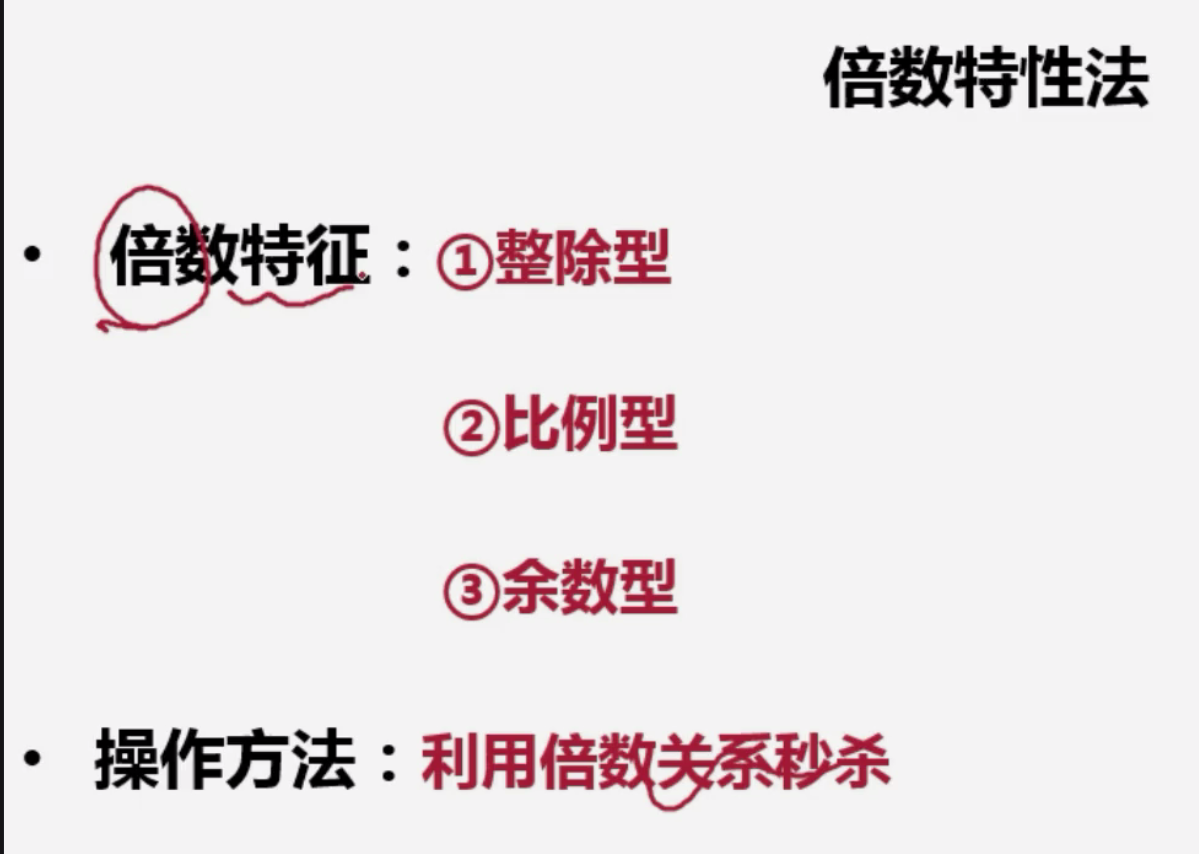 倍数特性法
• 倍数特征：①整除型
②比例型
③余数型
• 操作方法：利用倍数关系秒杀